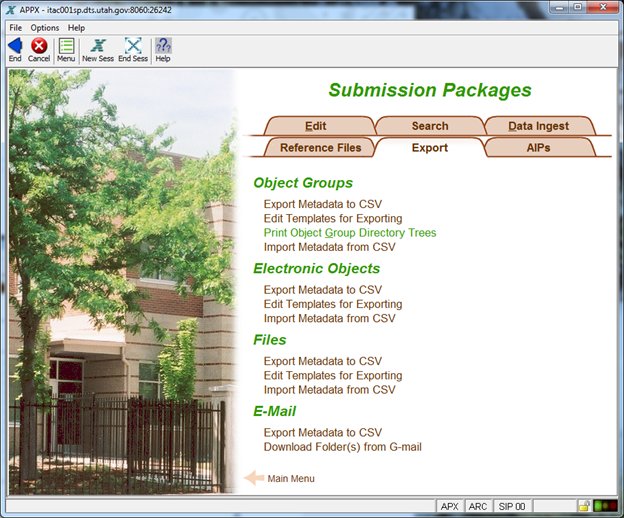 APPX - itac001sp.dts.utah.gov:8060:26242
File Options Help
End Cancel Menu New Sess End Sess Help
Submission Packages
Edit Search Data Ingest
Reference Files Export AIPs
Object Groups
Export Metadata to CSV
Edit Templates for Exporting
Print Object Group Directory Trees
Import Metadata from CSV
Electronic Objects
Export Metadata to CSV
Edit Templates for Exporting
Import Metadata from CSV
Files
Export Metadata to CSV
Edit Templates for Exporting
Import Metadata from CSV
E-Mail
Export Metadata to CSV
Download Folder(s) from G-mail
Main Menu
APX ARC SIP 00